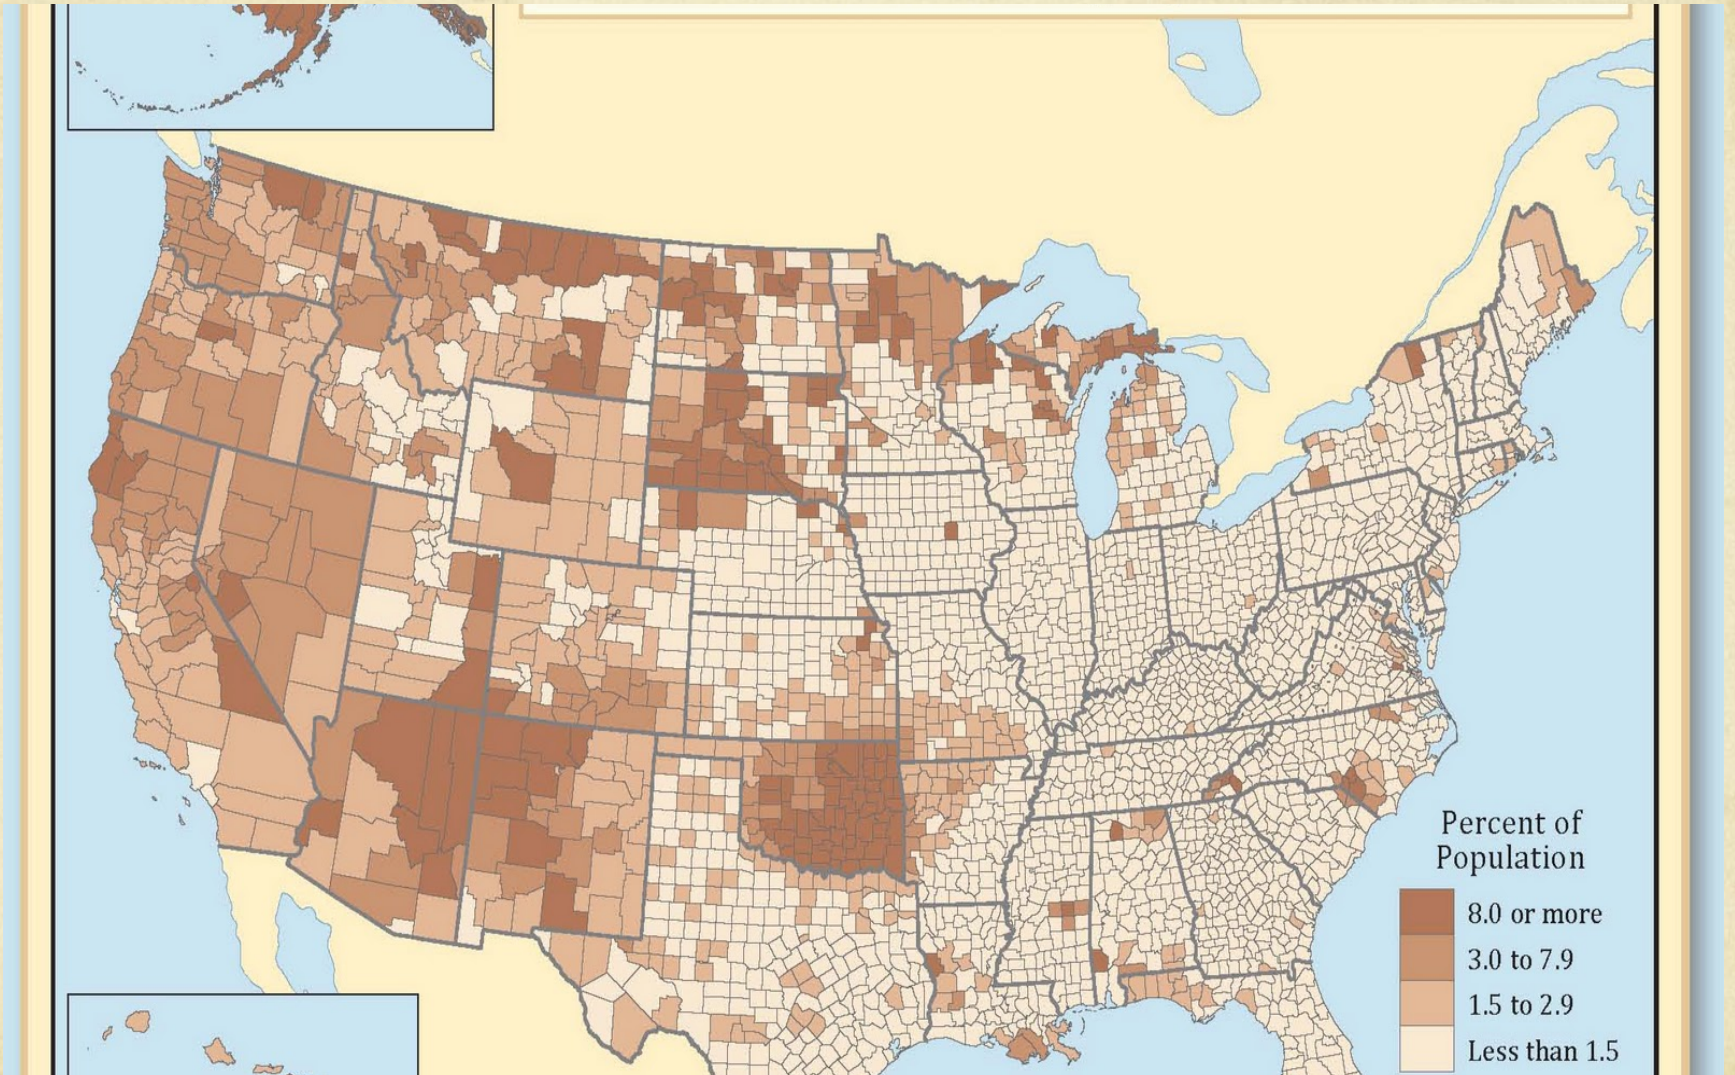 Percent of
Population
8.0 or more
3.0 to 7.9
1.5 to 2.9
Less than 1.5